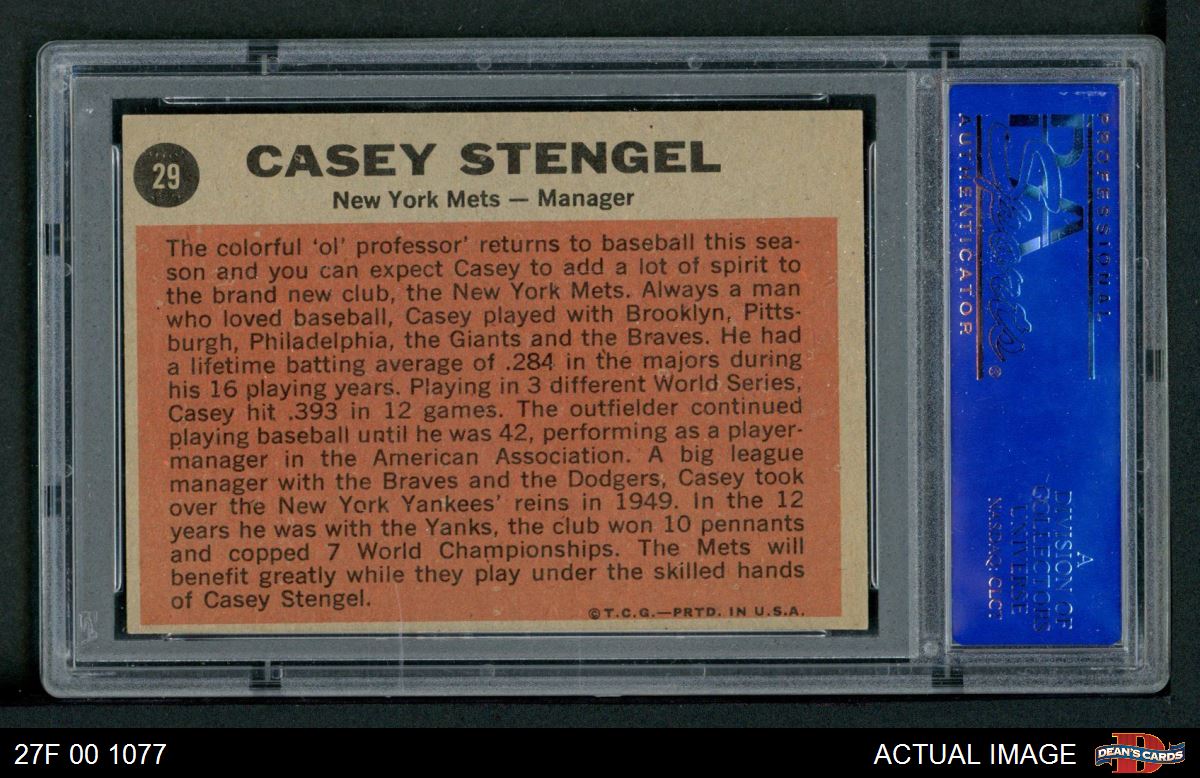 29
CASEY STENGEL
New York Mets — Manager
The colorful ‘ol’ professor’ returns to baseball this sea-
son and you can expect Casey to add a lot of spirit to
the brand new club, the New York Mets. Always a man
who loved baseball, Casey played with Brooklyn, Pitts-
burgh, Philadelphia, the Giants and the Braves. He had
a lifetime batting average of .284 in the majors during
his 16 playing years. Playing in 3 different World Series,
Casey hit .393 in 12 games. The outfielder continued
playing baseball until he was 42, performing as a player-
manager in the American Association. A big league
manager with the Braves and the Dodgers, Casey took
over the New York Yankees’ reins in 1949. In the 12
years he was with the Yanks, the club won 10 pennants
and copped 7 World Championships. The Mets will
benefit greatly while they play under the skilled hands
of Casey Stengel.
©T.C.G.—PRTD. IN U.S.A.
PROFESSIONAL
PSA
AUTHENTICATOR
®
A
DIVISION OF
COLLECTORS
UNIVERSE
NASDAQ: CLCT
27F 00 1077
ACTUAL IMAGE
DEAN'S CARDS